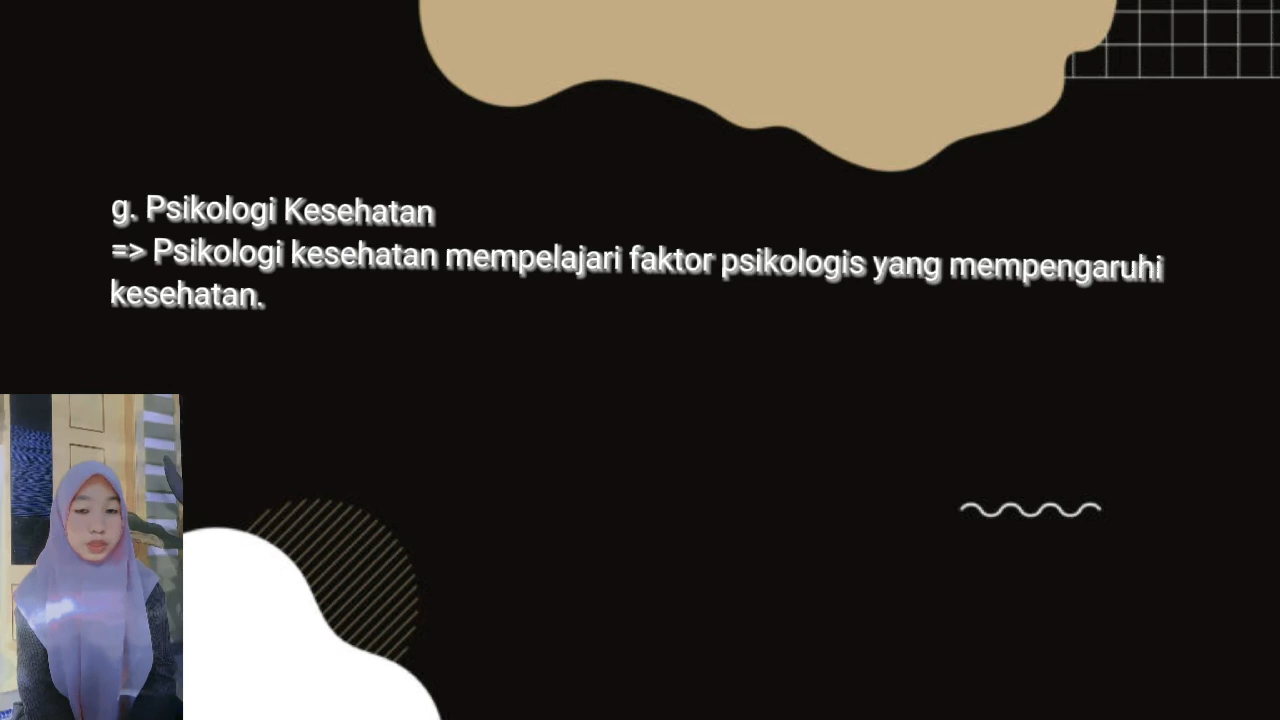 g. Psikologi Kesehatan
=> Psikologi kesehatan mempelajari faktor psikologis yang mempengaruhi
kesehatan.